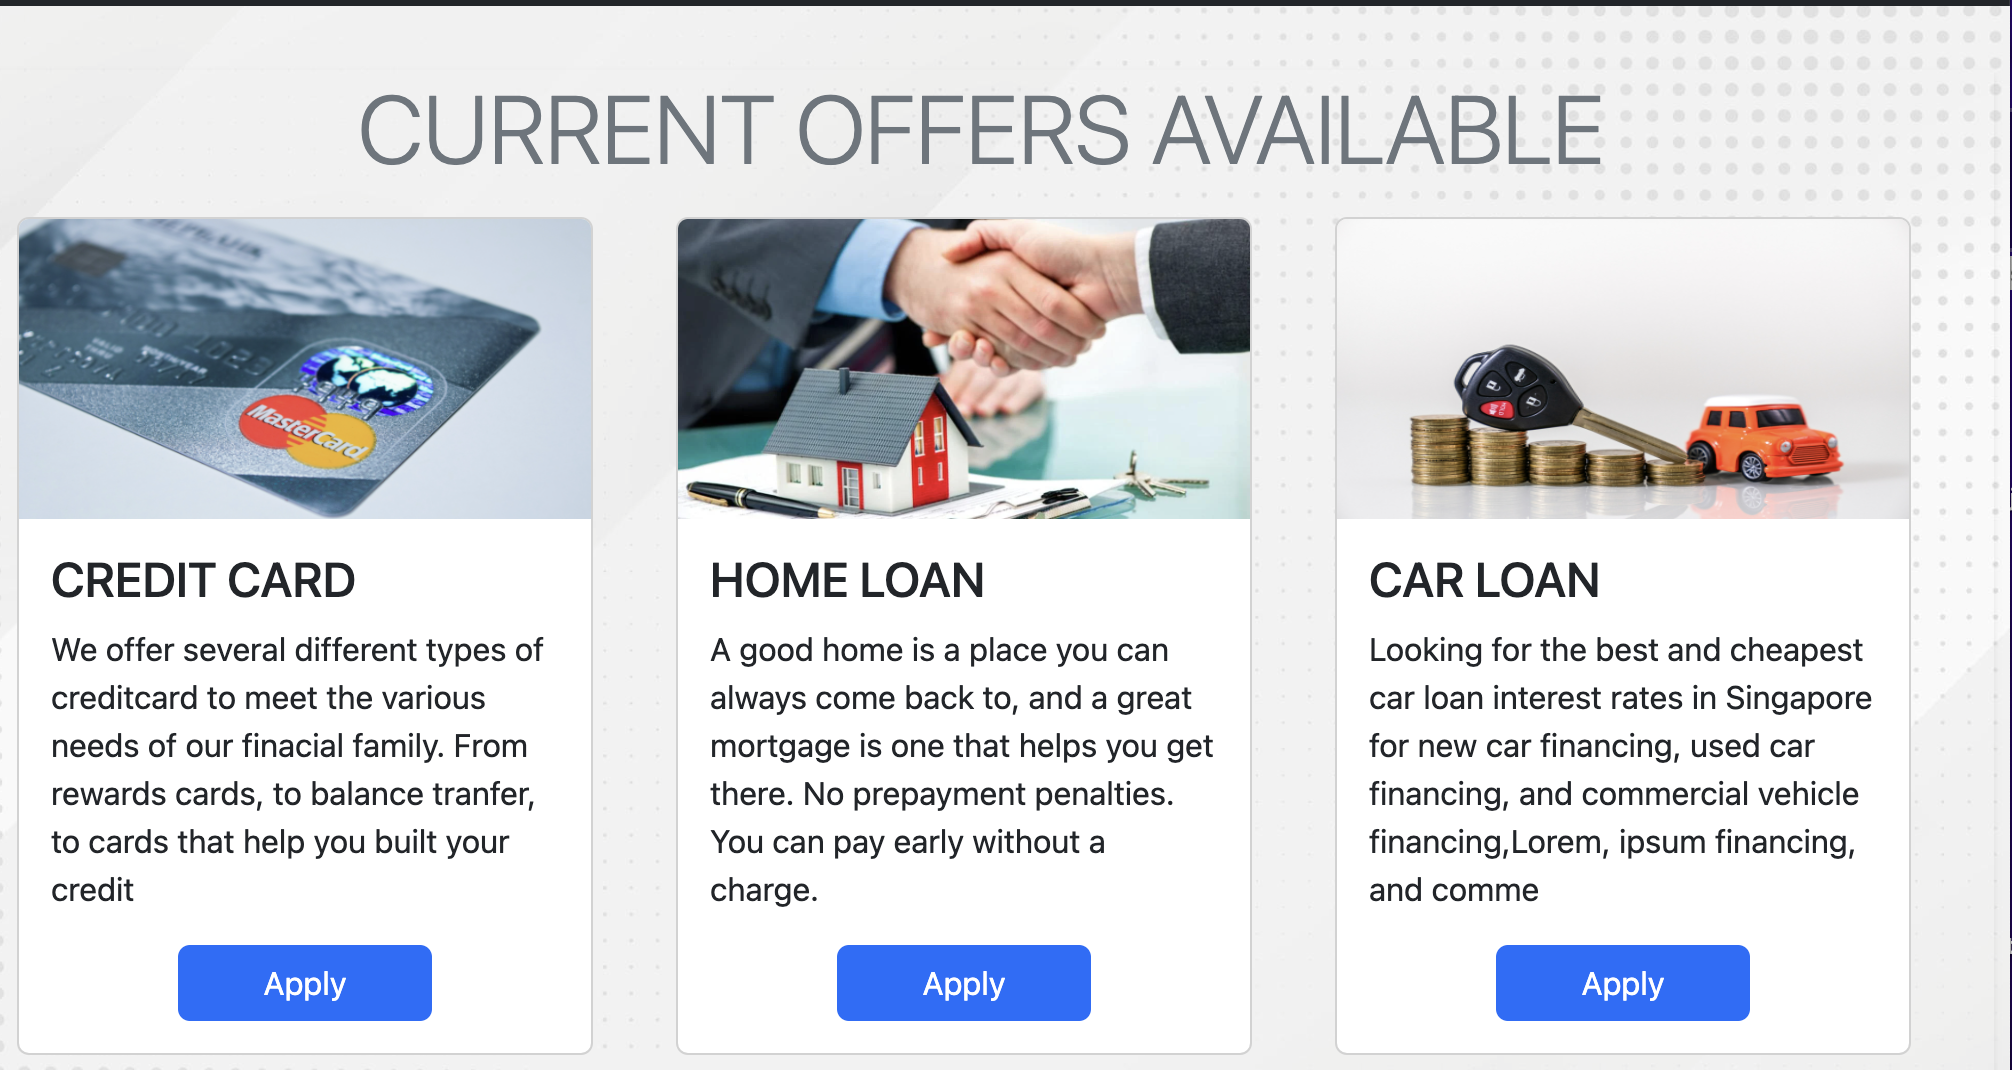 CURRENT OFFERS AVAILABLE
MasterCard
CREDIT CARD
We offer several different types of
creditcard to meet the various
needs of our finacial family. From
rewards cards, to balance tranfer,
to cards that help you built your
credit
Apply
HOME LOAN
A good home is a place you can
always come back to, and a great
mortgage is one that helps you get
there. No prepayment penalties.
You can pay early without a
charge.
Apply
CAR LOAN
Looking for the best and cheapest
car loan interest rates in Singapore
for new car financing, used car
financing, and commercial vehicle
financing,Lorem, ipsum financing,
and comme
Apply